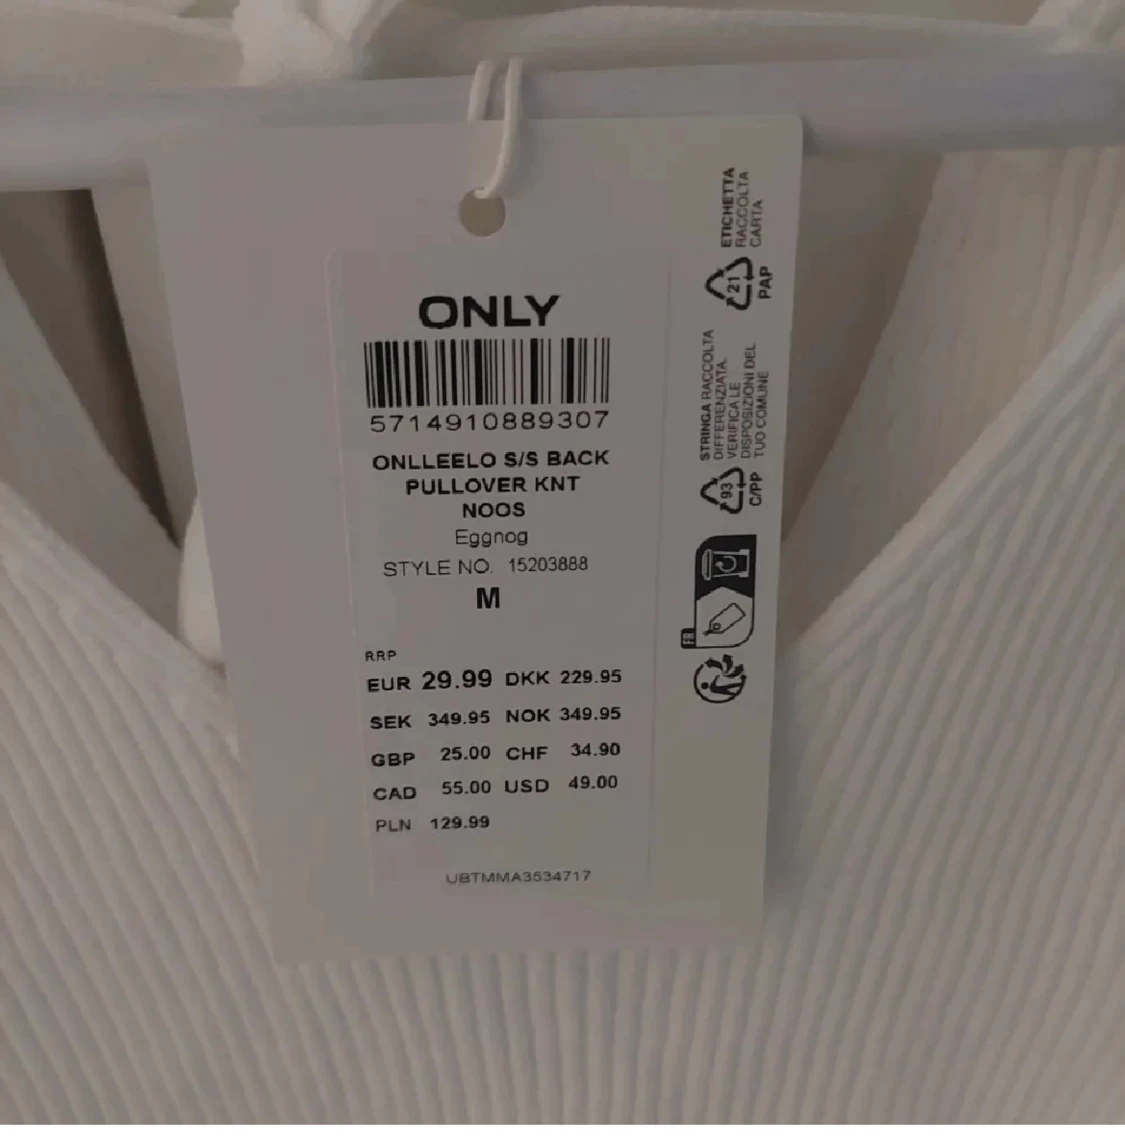 ONLY
5714910889307
ONLLEELO S/S BACK
PULLOVER KNT
NOOS
Eggnog
STYLE NO. 15203888
M
RRP
EUR 29.99 DKK 229.95
SEK 349.95 NOK 349.95
GBP 25.00 CHF 34.90
CAD 55.00 USD 49.00
PLN 129.99
UBTMMA3534717
ETICHETTA
RACCOLTA
CARTA
21
PAP
STRINGA RACCOLTA
DIFFERENZIATA.
VERIFICA LE
DISPOSIZIONI DEL
TUO COMUNE
93
C/PP
FR